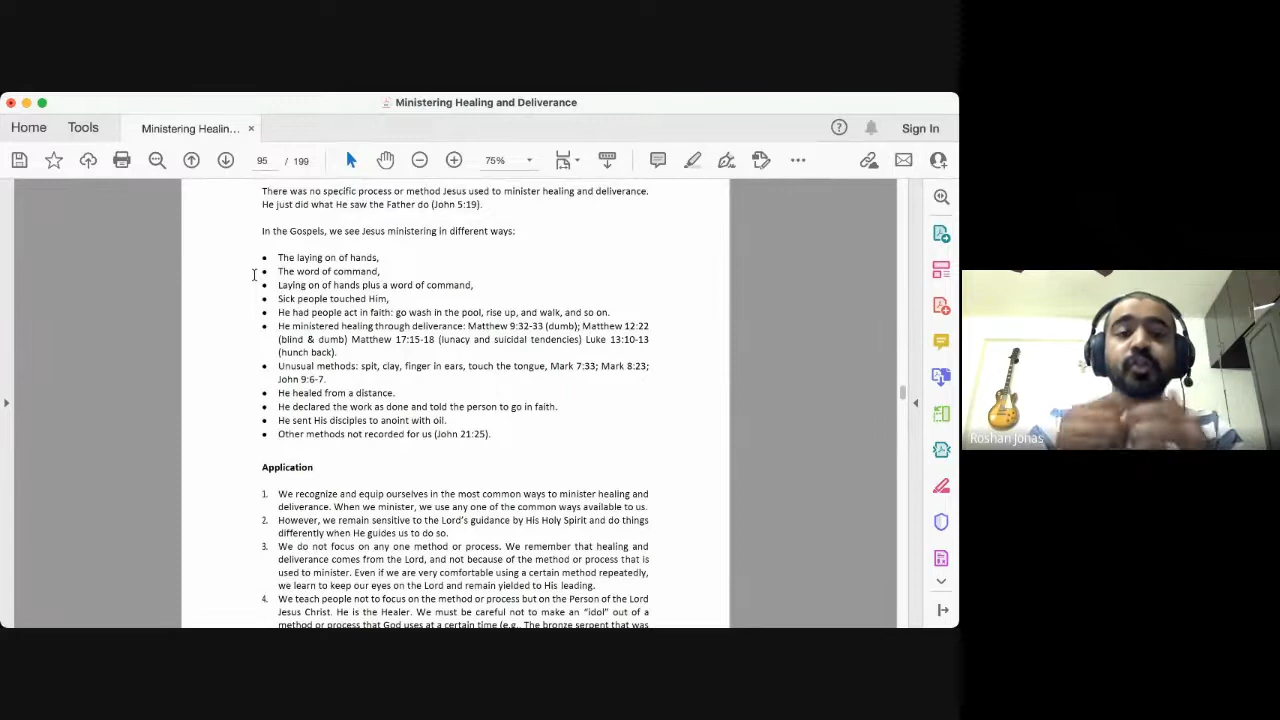 Ministering Healing and Deliverance
Home Tools Ministering Healin... × Sign In
95 / 199 75%
There was no specific process or method Jesus used to minister healing and deliverance.
He just did what He saw the Father do (John 5:19).
In the Gospels, we see Jesus ministering in different ways:
• The laying on of hands,
• The word of command,
• Laying on of hands plus a word of command,
• Sick people touched Him,
• He had people act in faith: go wash in the pool, rise up, and walk, and so on.
• He ministered healing through deliverance: Matthew 9:32-33 (dumb); Matthew 12:22
(blind & dumb) Matthew 17:15-18 (lunacy and suicidal tendencies) Luke 13:10-13
(hunch back).
• Unusual methods: spit, clay, finger in ears, touch the tongue, Mark 7:33; Mark 8:23;
John 9:6-7.
• He healed from a distance.
• He declared the work as done and told the person to go in faith.
• He sent His disciples to anoint with oil.
• Other methods not recorded for us (John 21:25).
Application
1. We recognize and equip ourselves in the most common ways to minister healing and
deliverance. When we minister, we use any one of the common ways available to us.
2. However, we remain sensitive to the Lord's guidance by His Holy Spirit and do things
differently when He guides us to do so.
3. We do not focus on any one method or process. We remember that healing and
deliverance comes from the Lord, and not because of the method or process that is
used to minister. Even if we are very comfortable using a certain method repeatedly,
we learn to keep our eyes on the Lord and remain yielded to His leading.
4. We teach people not to focus on the method or process but on the Person of the Lord
Jesus Christ. He is the Healer. We must be careful not to make an “idol” out of a
method or process that God uses at a certain time (e.g., The bronze serpent that was
Roshan Jonas